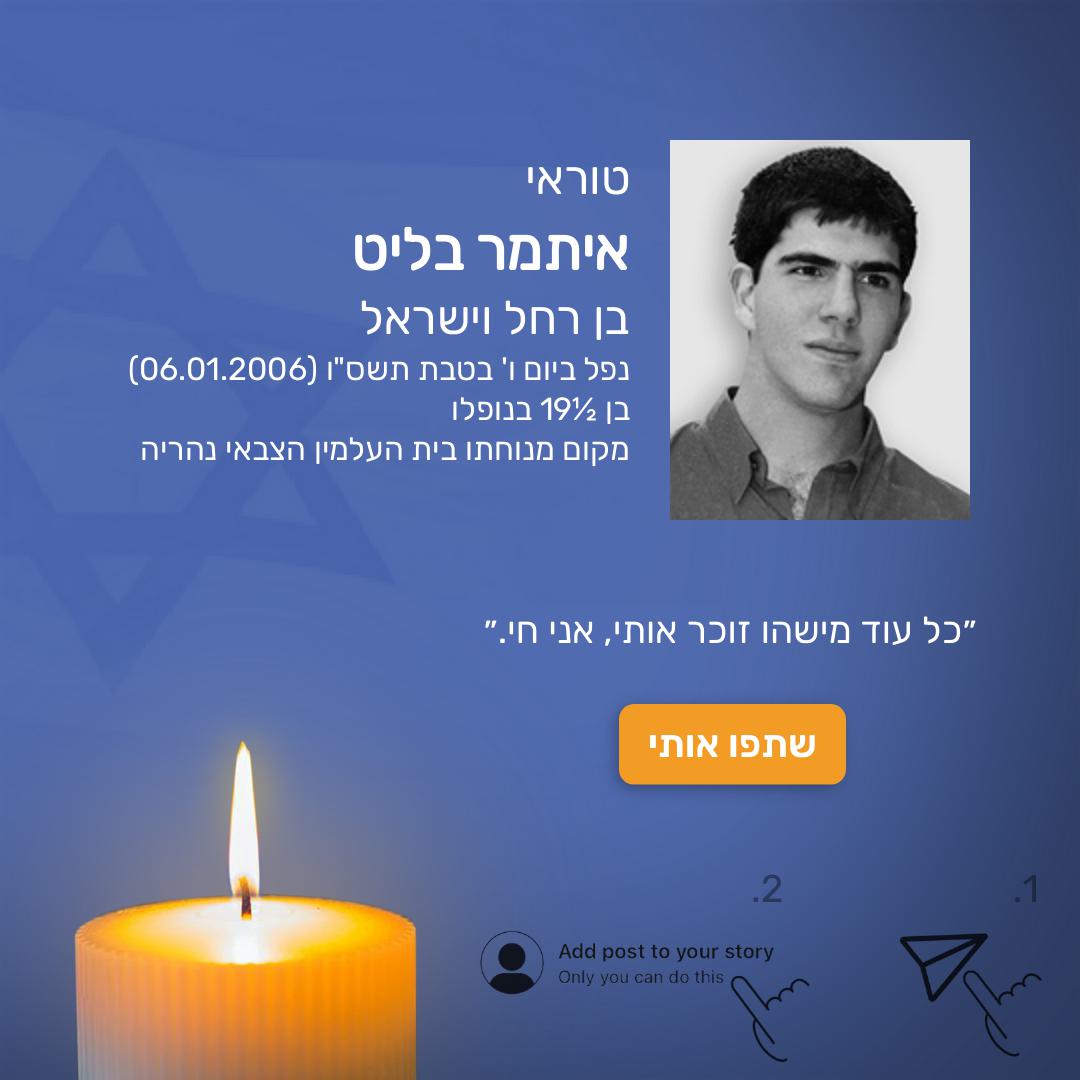 טוראי
איתמר בליט
בן רחל וישראל
נפל ביום ו' בטבת תשס"ו (06.01.2006)
בן 19½ בנופלו
מקום מנוחתו בית העלמין הצבאי נהריה
״כל עוד מישהו זוכר אותי, אני חי.״
שתפו אותי
1.
2.
Add post to your story
Only you can do this